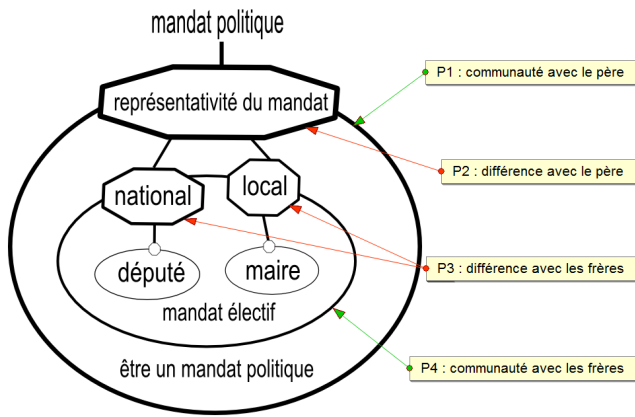 mandat politique
P1 : communauté avec le père
représentativité du mandat
P2 : différence avec le père
national
local
P3 : différence avec les frères
député
maire
mandat électif
être un mandat politique
P4 : communauté avec les frères